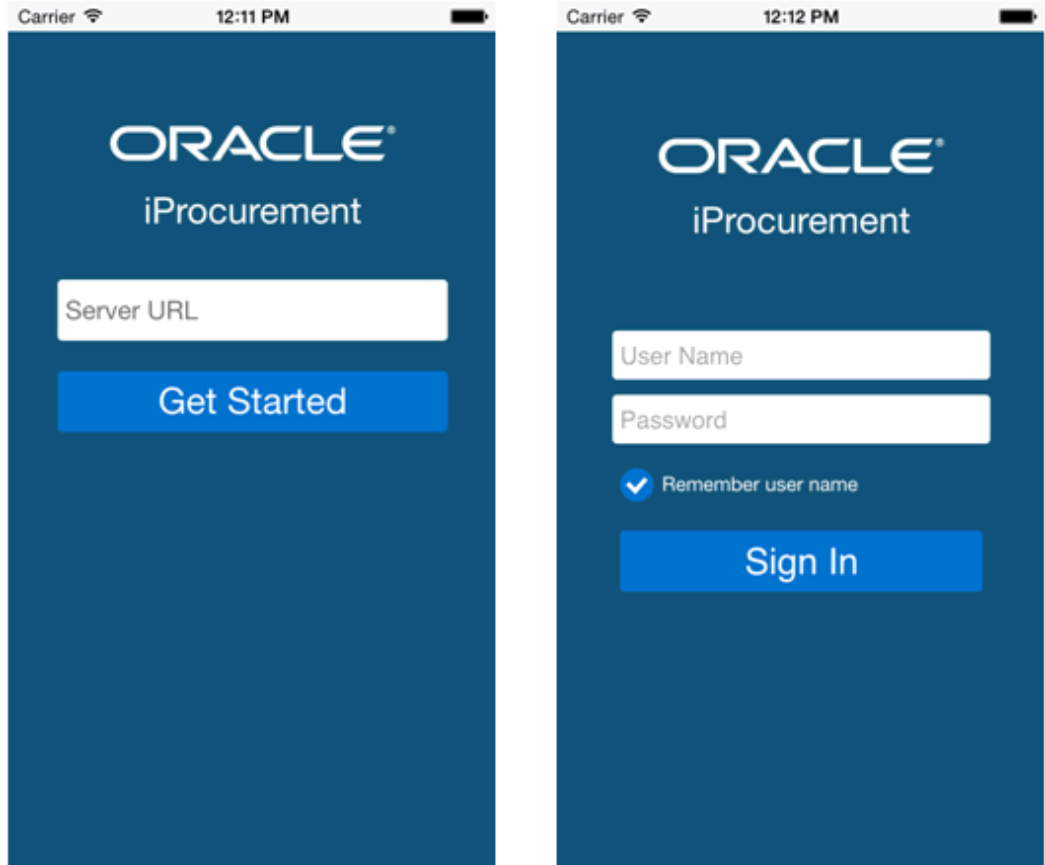 Carrier 12:11 PM
ORACLE®
iProcurement
Server URL
Get Started
Carrier 12:12 PM
ORACLE®
iProcurement
User Name
Password
Remember user name
Sign In